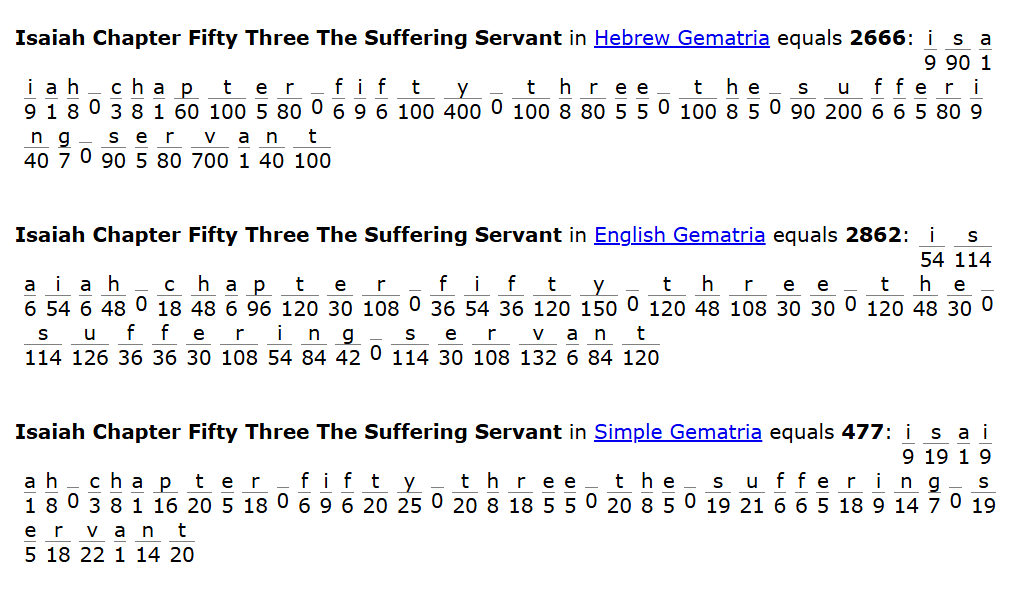 Isaiah Chapter Fifty Three The Suffering Servant in Hebrew Gematria equals 2666: i s a
9 90 1
i a h _ c h a p t e r _ f i f t y _ t h r e e _ t h e _ s u f f e r i
9 1 8 0 3 8 1 60 100 5 80 0 6 9 6 100 400 0 100 8 80 5 5 0 100 8 5 0 90 200 6 6 5 80 9
n g _ s e r v a n t
40 7 0 90 5 80 700 1 40 100
Isaiah Chapter Fifty Three The Suffering Servant in English Gematria equals 2862: i s
54 114
a i a h _ c h a p t e r _ f i f t y _ t h r e e _ t h e _
6 54 6 48 0 18 48 6 96 120 30 108 0 36 54 36 120 150 0 120 48 108 30 30 0 120 48 30 0
s u f f e r i n g _ s e r v a n t
114 126 36 36 30 108 54 84 42 0 114 30 108 132 6 84 120
Isaiah Chapter Fifty Three The Suffering Servant in Simple Gematria equals 477: i s a i
9 19 1 9
a h _ c h a p t e r _ f i f t y _ t h r e e _ t h e _ s u f f e r i n g _ s
1 8 0 3 8 1 16 20 5 18 0 6 9 6 20 25 0 20 8 18 5 5 0 20 8 5 0 19 21 6 6 5 18 9 14 7 0 19
e r v a n t
5 18 22 1 14 20